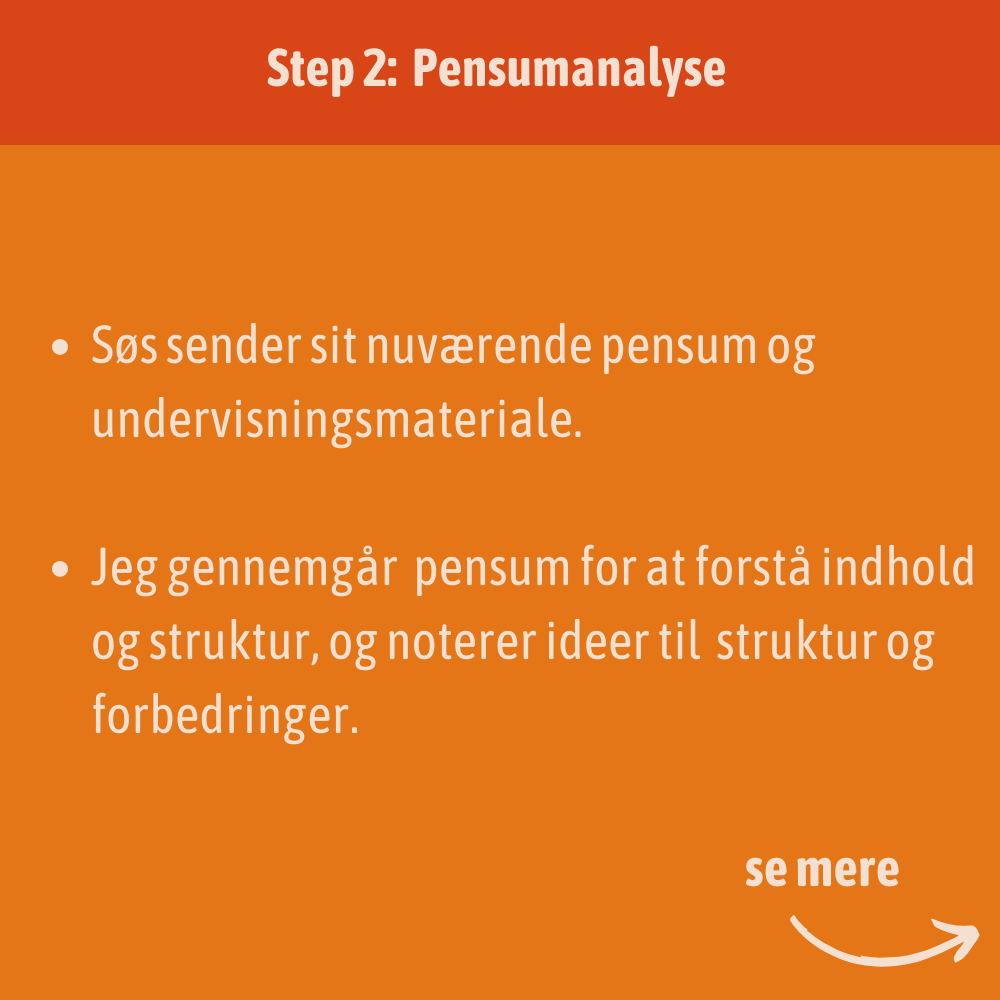 Step 2: Pensumanalyse
• Søs sender sit nuværende pensum og
undervisningsmateriale.
• Jeg gennemgår pensum for at forstå indhold
og struktur, og noterer ideer til struktur og
forbedringer.
se mere